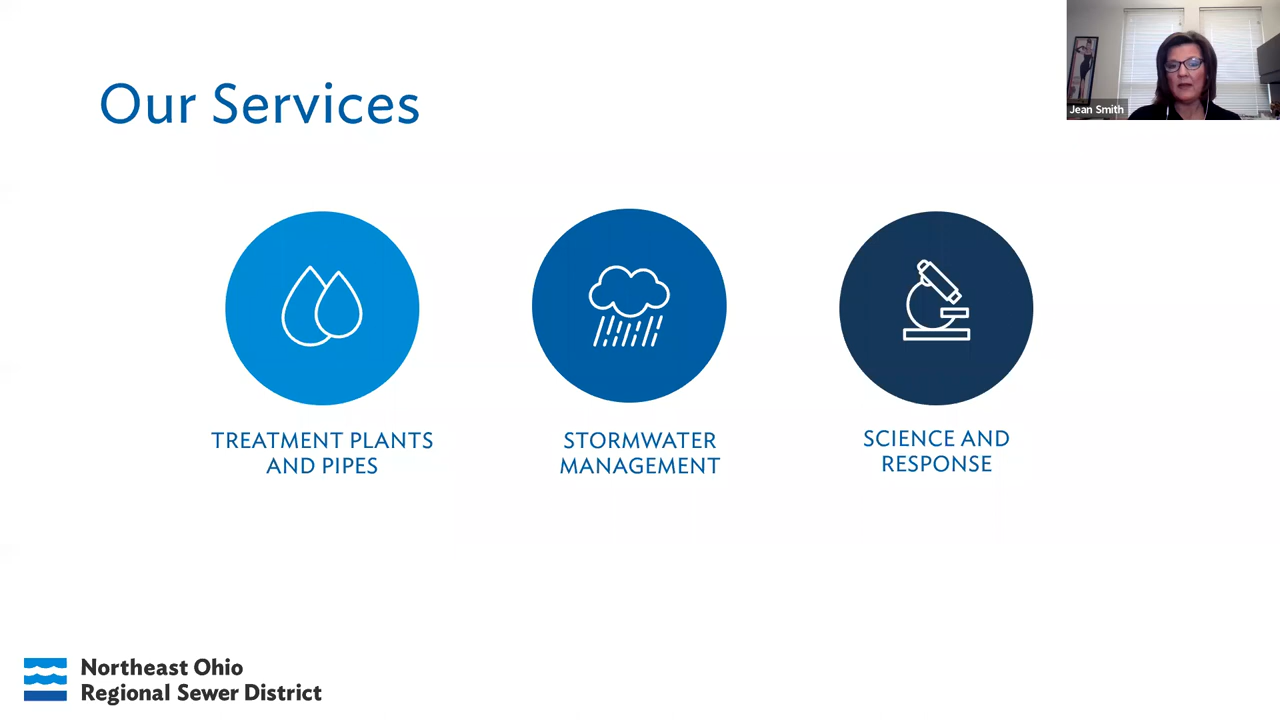 Our Services
Jean Smith
TREATMENT PLANTS
AND PIPES
STORMWATER
MANAGEMENT
SCIENCE AND
RESPONSE
Northeast Ohio
Regional Sewer District